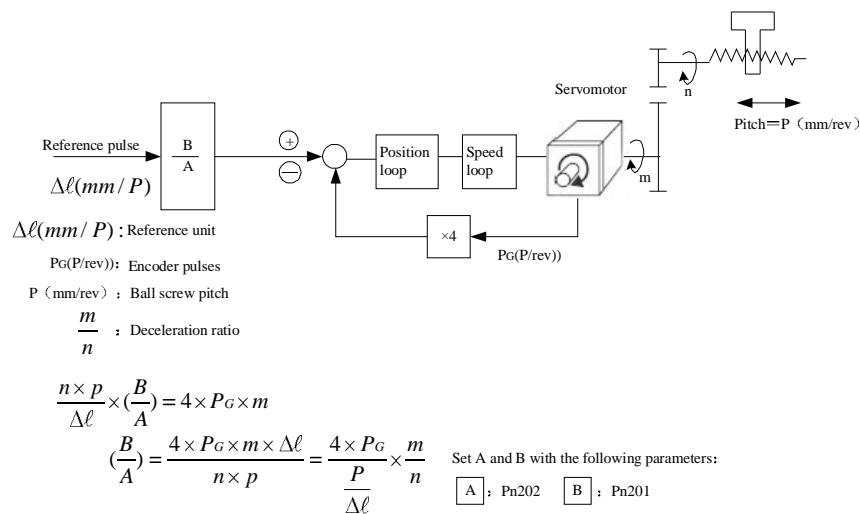 Servomotor
n
Pitch＝P（mm/rev）
Reference pulse
B
A
+
−
Position
loop
Speed
loop
m
Δℓ(mm / P)
×4
PG(P/rev))
Δℓ(mm / P)：Reference unit
PG(P/rev))： Encoder pulses
P（mm/rev）：Ball screw pitch
m/n ：Deceleration ratio
n × p / Δℓ × (B/A) = 4 × PG × m
(B/A) = 4 × PG × m × Δℓ / n × p = 4 × PG / P/Δℓ × m/n
Set A and B with the following parameters：
A ：Pn202 B ：Pn201